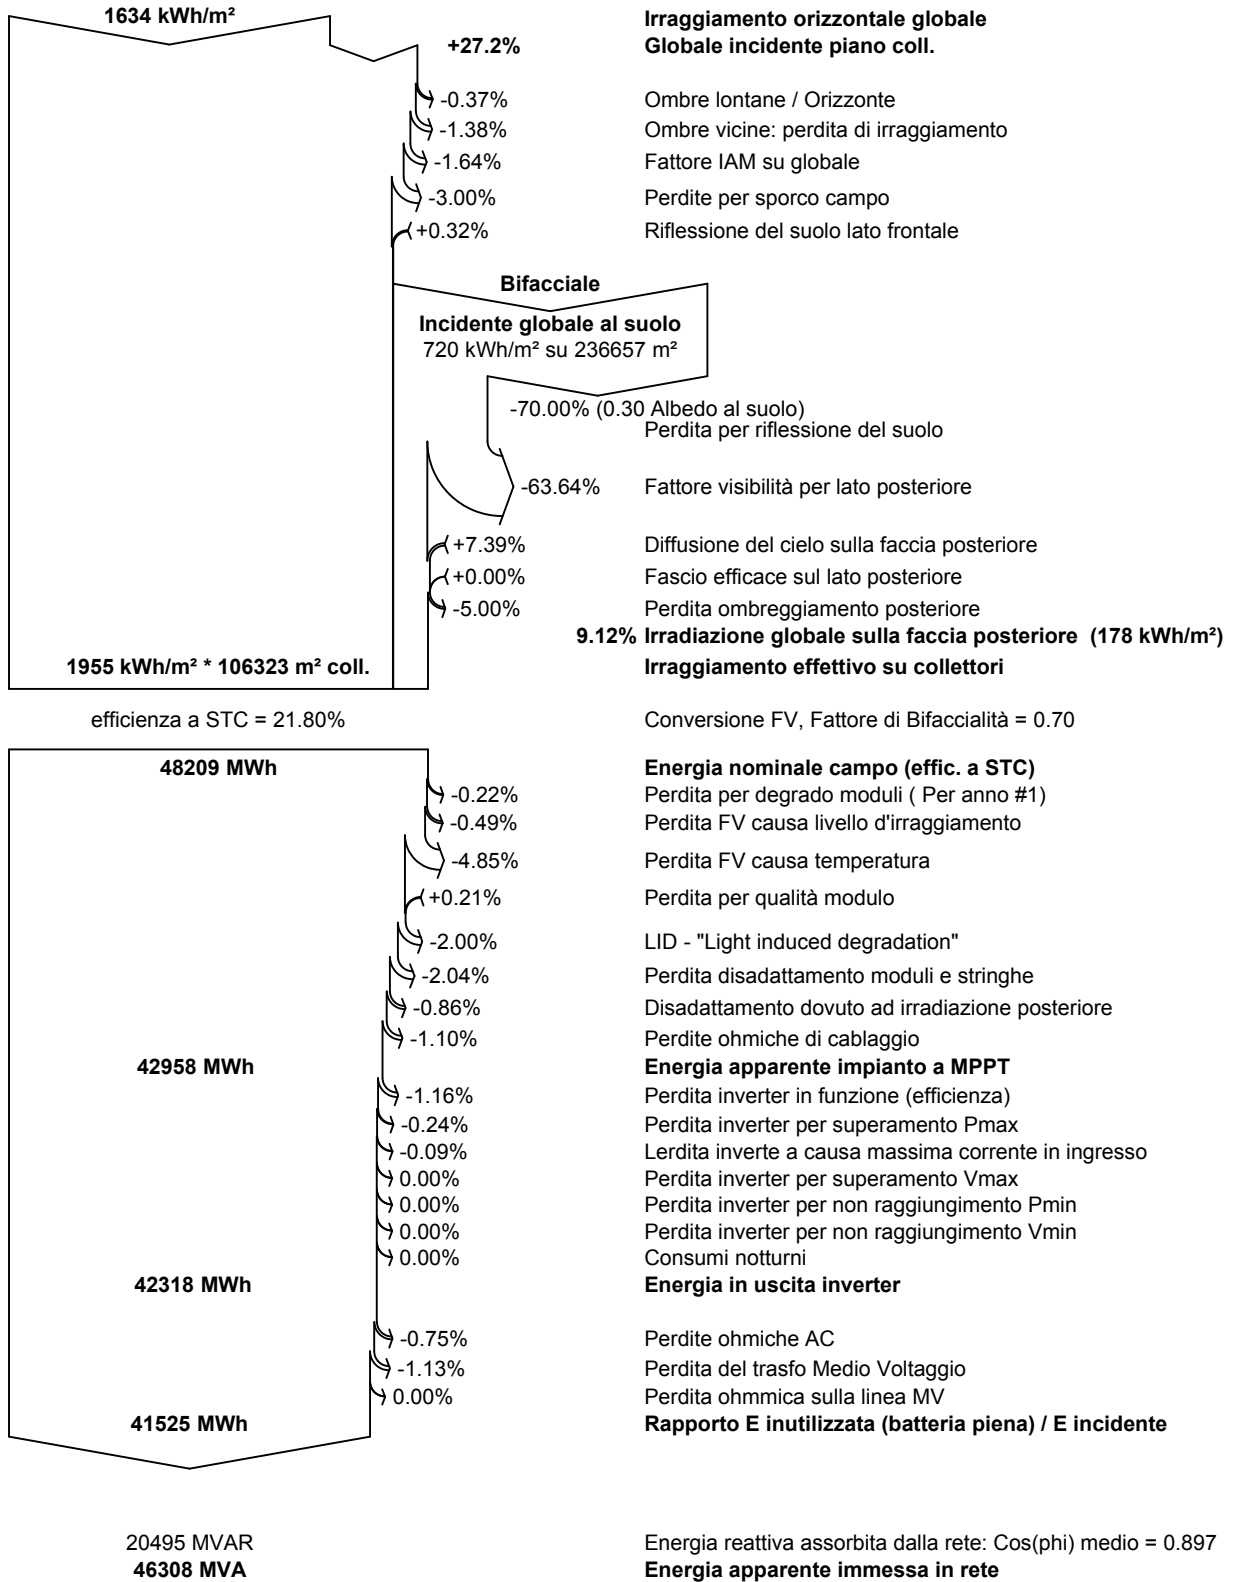 1634 kWh/m² Irraggiamento orizzontale globale
+27.2% Globale incidente piano coll.
-0.37% Ombre lontane / Orizzonte
-1.38% Ombre vicine: perdita di irraggiamento
-1.64% Fattore IAM su globale
-3.00% Perdite per sporco campo
+0.32% Riflessione del suolo lato frontale
Bifacciale
Incidente globale al suolo
720 kWh/m² su 236657 m²
-70.00% (0.30 Albedo al suolo)
Perdita per riflessione del suolo
-63.64% Fattore visibilità per lato posteriore
+7.39% Diffusione del cielo sulla faccia posteriore
+0.00% Fascio efficace sul lato posteriore
-5.00% Perdita ombreggiamento posteriore
9.12% Irradiazione globale sulla faccia posteriore (178 kWh/m²)
1955 kWh/m² * 106323 m² coll. Irraggiamento effettivo su collettori
efficienza a STC = 21.80% Conversione FV, Fattore di Bifaccialità = 0.70
48209 MWh Energia nominale campo (effic. a STC)
-0.22% Perdita per degrado moduli ( Per anno #1)
-0.49% Perdita FV causa livello d'irraggiamento
-4.85% Perdita FV causa temperatura
+0.21% Perdita per qualità modulo
-2.00% LID - "Light induced degradation"
-2.04% Perdita disadattamento moduli e stringhe
-0.86% Disadattamento dovuto ad irradiazione posteriore
-1.10% Perdite ohmiche di cablaggio
42958 MWh Energia apparente impianto a MPPT
-1.16% Perdita inverter in funzione (efficienza)
-0.24% Perdita inverter per superamento Pmax
-0.09% Lerdita inverte a causa massima corrente in ingresso
0.00% Perdita inverter per superamento Vmax
0.00% Perdita inverter per non raggiungimento Pmin
0.00% Perdita inverter per non raggiungimento Vmin
0.00% Consumi notturni
42318 MWh Energia in uscita inverter
-0.75% Perdite ohmiche AC
-1.13% Perdita del trasfo Medio Voltaggio
0.00% Perdita ohmmica sulla linea MV
41525 MWh Rapporto E inutilizzata (batteria piena) / E incidente
20495 MVAR Energia reattiva assorbita dalla rete: Cos(phi) medio = 0.897
46308 MVA Energia apparente immessa in rete